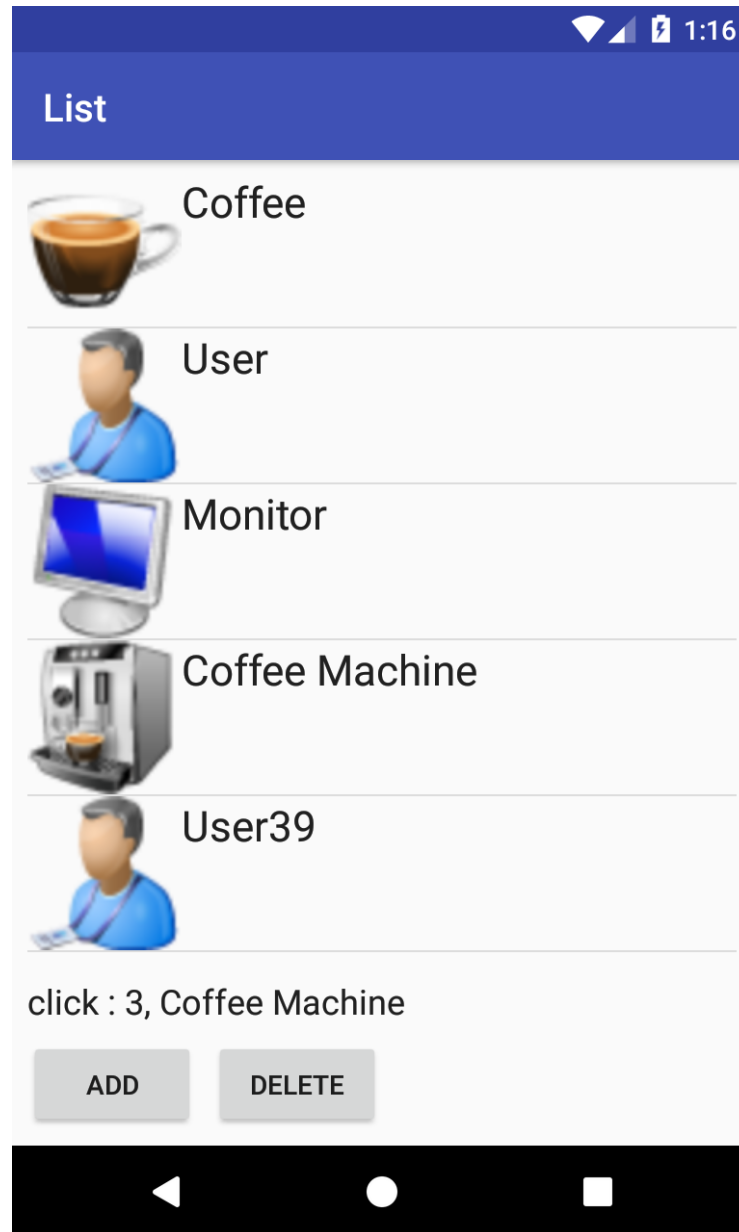 1:16
List
Coffee
User
Monitor
Coffee Machine
User39
click : 3, Coffee Machine
ADD DELETE